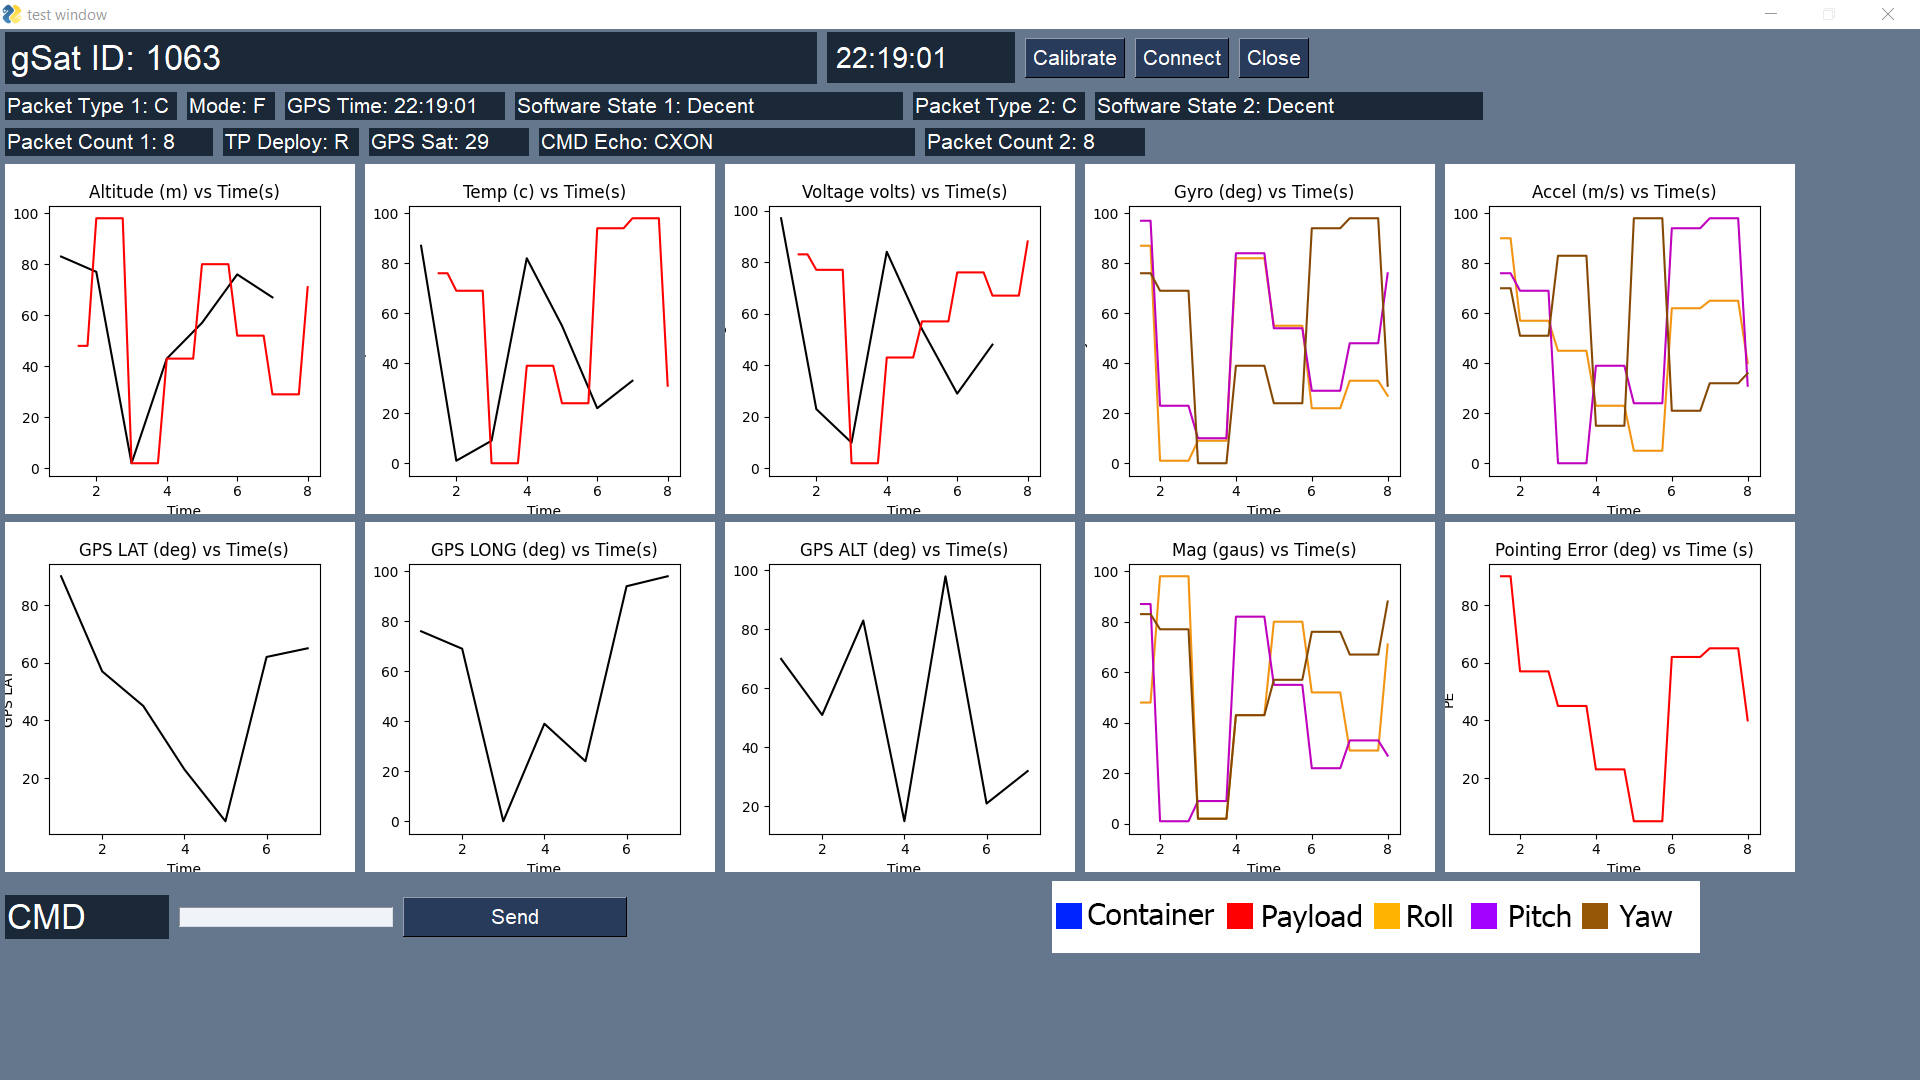 test window
gSat ID: 1063
22:19:01
Calibrate
Connect
Close
Packet Type 1: C
Mode: F
GPS Time: 22:19:01
Software State 1: Decent
Packet Type 2: C
Software State 2: Decent
Packet Count 1: 8
TP Deploy: R
GPS Sat: 29
CMD Echo: CXON
Packet Count 2: 8
Altitude (m) vs Time(s)
100
80
60
40
20
0
2 4 6 8
Time
Temp (c) vs Time(s)
100
80
60
40
20
0
2 4 6 8
Time
Voltage volts) vs Time(s)
100
80
60
40
20
0
2 4 6 8
Time
Gyro (deg) vs Time(s)
100
80
60
40
20
0
2 4 6 8
Time
Accel (m/s) vs Time(s)
100
80
60
40
20
0
2 4 6 8
Time
GPS LAT (deg) vs Time(s)
GPS LAT
80
60
40
20
2 4 6
Time
GPS LONG (deg) vs Time(s)
100
80
60
40
20
0
2 4 6
Time
GPS ALT (deg) vs Time(s)
100
80
60
40
20
2 4 6
Time
Mag (gaus) vs Time(s)
100
80
60
40
20
0
2 4 6 8
Time
Pointing Error (deg) vs Time (s)
PE
80
60
40
20
2 4 6 8
Time
CMD
Send
Container
Payload
Roll
Pitch
Yaw